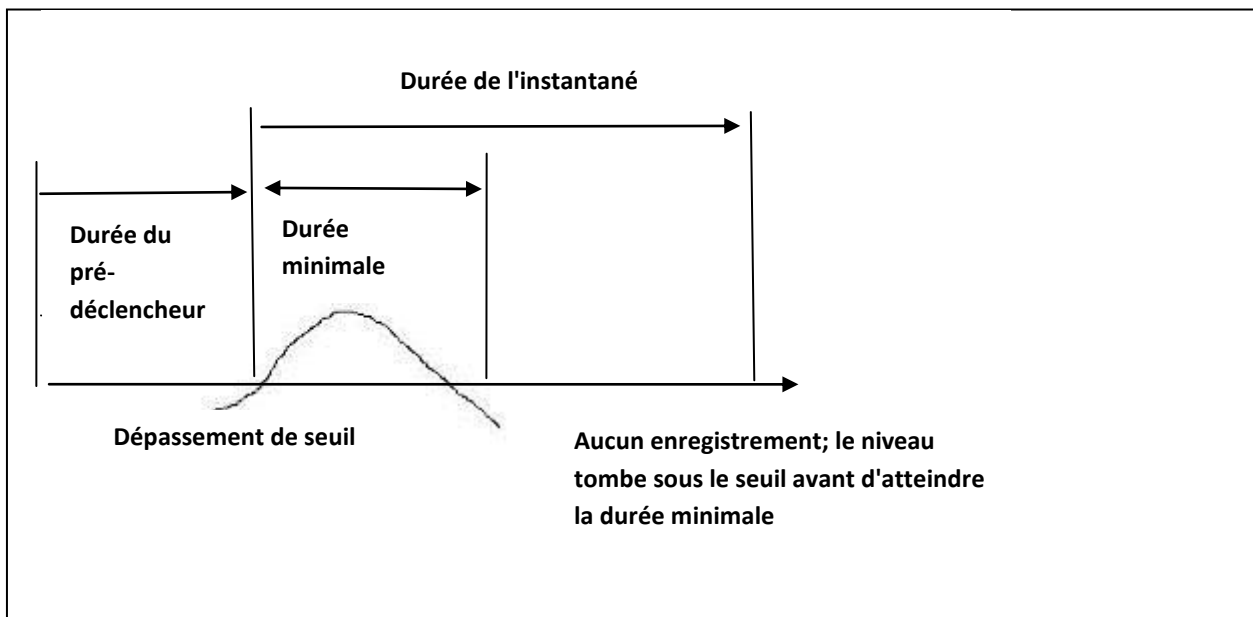 Durée de l'instantané
Durée du
pré-
déclencheur
Durée
minimale
Dépassement de seuil
Aucun enregistrement; le niveau
tombe sous le seuil avant d'atteindre
la durée minimale